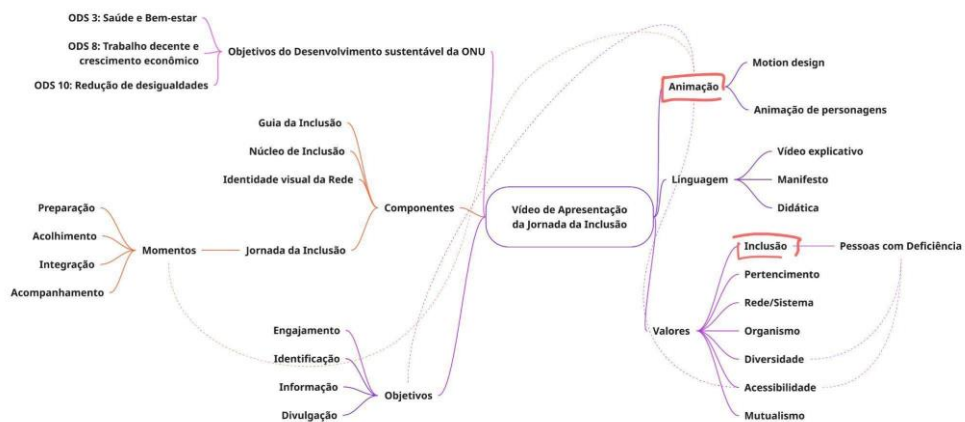 ODS 3: Saúde e Bem-estar
ODS 8: Trabalho decente e
crescimento econômico
ODS 10: Redução de desigualdades
Objetivos do Desenvolvimento sustentável da ONU
Guia da Inclusão
Núcleo de Inclusão
Identidade visual da Rede
Componentes
Preparação
Acolhimento
Integração
Acompanhamento
Momentos
Jornada da Inclusão
Engajamento
Identificação
Informação
Divulgação
Objetivos
Vídeo de Apresentação
da Jornada da Inclusão
Animação
Motion design
Animação de personagens
Linguagem
Vídeo explicativo
Manifesto
Didática
Valores
Inclusão
Pessoas com Deficiência
Pertencimento
Rede/Sistema
Organismo
Diversidade
Acessibilidade
Mutualismo